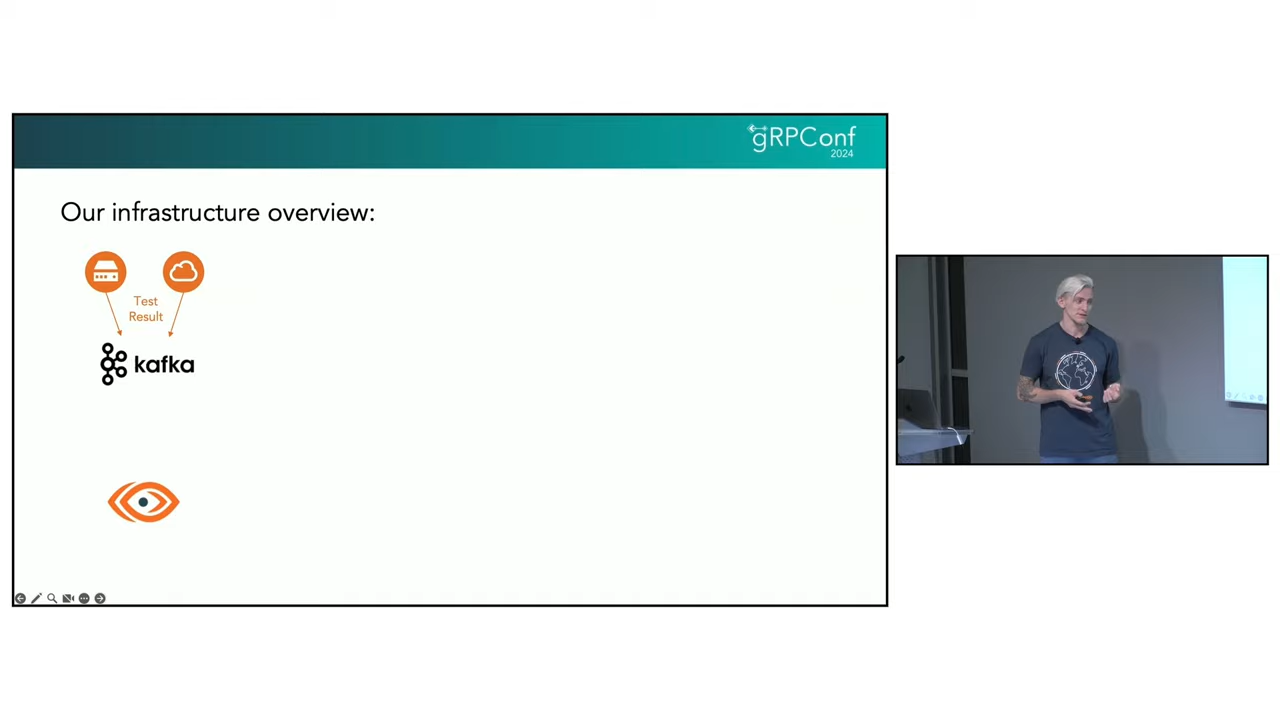 gRPConf
2024
Our infrastructure overview:
Test
Result
kafka